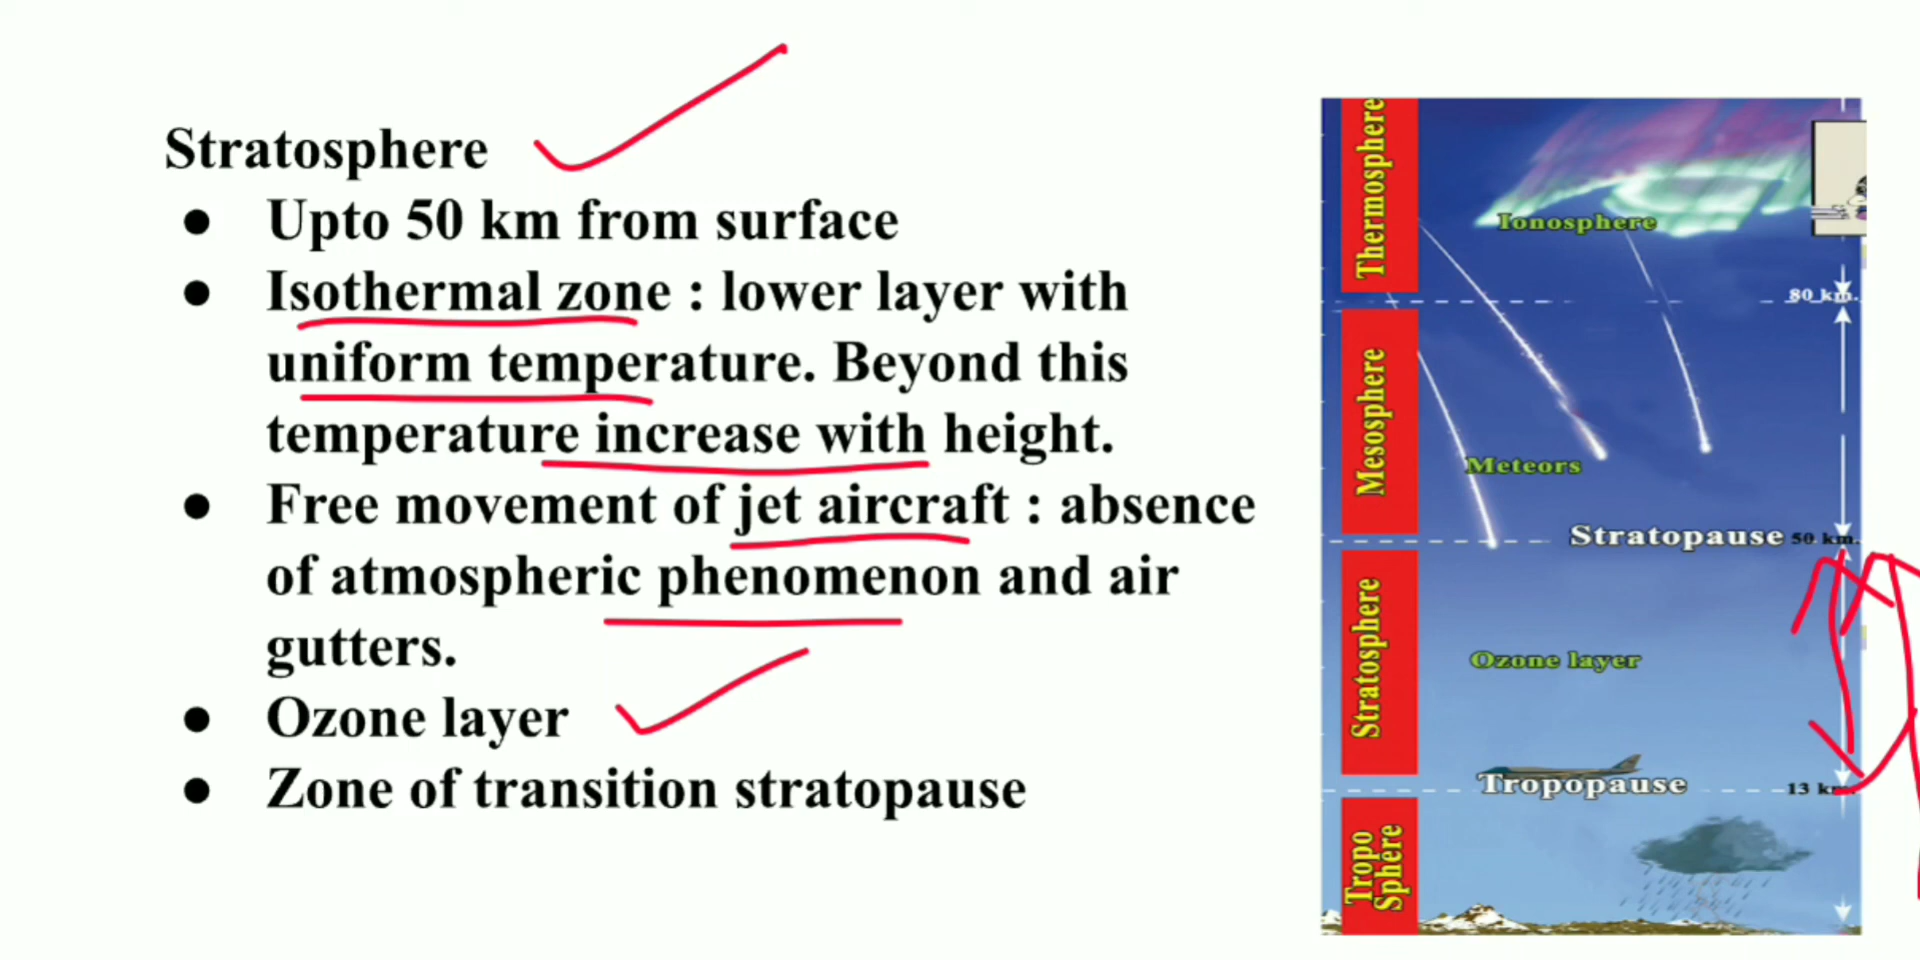 Stratosphere
● Upto 50 km from surface
● Isothermal zone : lower layer with
uniform temperature. Beyond this
temperature increase with height.
● Free movement of jet aircraft : absence
of atmospheric phenomenon and air
gutters.
● Ozone layer
● Zone of transition stratopause
Thermosphere
Ionosphere
80 km.
Mesosphere
Meteors
Stratopause 50 km.
Stratosphere
Ozone layer
Tropopause
13 km.
Tropo
Sphere